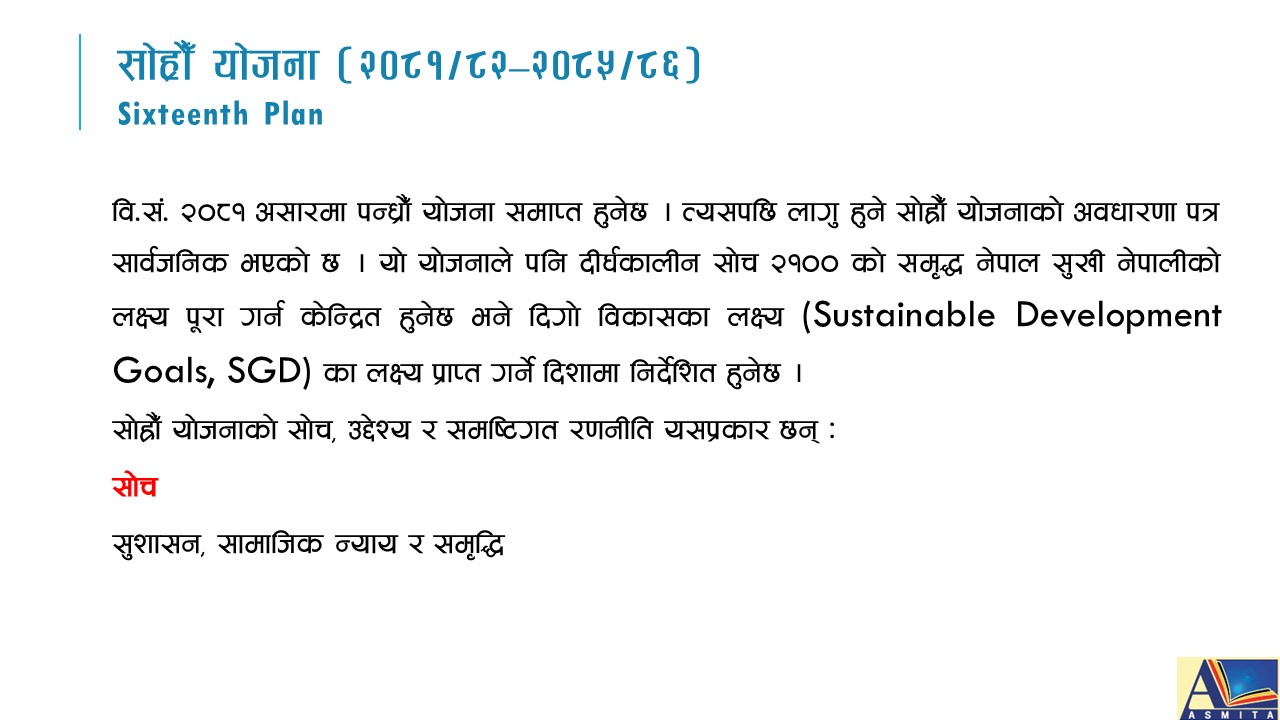 सोह्रौँ योजना (२०८१/८२–२०८५/८६)
Sixteenth Plan
वि.सं. २०८१ असारमा पन्ध्रौँ योजना समाप्त हुनेछ । त्यसपछि लागु हुने सोह्रौँ योजनाको अवधारणा पत्र
सार्वजनिक भएको छ । यो योजनाले पनि दीर्घकालीन सोच २१०० को समृद्ध नेपाल सुखी नेपालीको
लक्ष्य पूरा गर्न केन्द्रित हुनेछ भने दिगो विकासका लक्ष्य (Sustainable Development
Goals, SGD) का लक्ष्य प्राप्त गर्ने दिशामा निर्देशित हुनेछ ।
सोह्रौँ योजनाको सोच, उद्देश्य र समष्टिगत रणनीति यसप्रकार छन् :
सोच
सुशासन, सामाजिक न्याय र समृद्धि
ASMITA